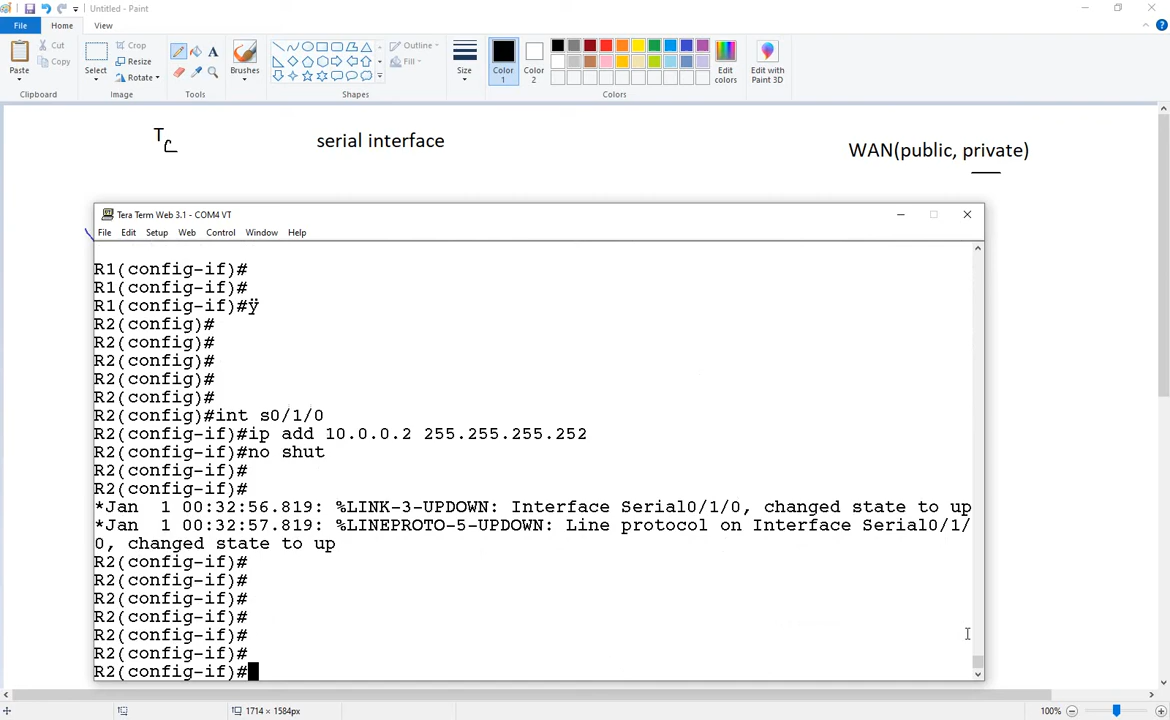 Untitled - Paint
File Home View
Paste
Cut
Copy
Clipboard
Select
Crop
Resize
Rotate
Image
A
Tools
Brushes
Outline
Fill
Shapes
Size
Color 1
Color 2
Edit colors
Colors
Edit with Paint 3D
T
serial interface
WAN(public, private)
Tera Term Web 3.1 - COM4 VT
File Edit Setup Web Control Window Help
R1(config-if)#
R1(config-if)#
R1(config-if)#ÿ
R2(config)#
R2(config)#
R2(config)#
R2(config)#
R2(config)#
R2(config)#int s0/1/0
R2(config-if)#ip add 10.0.0.2 255.255.255.252
R2(config-if)#no shut
R2(config-if)#
R2(config-if)#
*Jan  1 00:32:56.819: %LINK-3-UPDOWN: Interface Serial0/1/0, changed state to up
*Jan  1 00:32:57.819: %LINEPROTO-5-UPDOWN: Line protocol on Interface Serial0/1/
0, changed state to up
R2(config-if)#
R2(config-if)#
R2(config-if)#
R2(config-if)#
R2(config-if)#
R2(config-if)#
R2(config-if)#
1714 × 1584px
100%